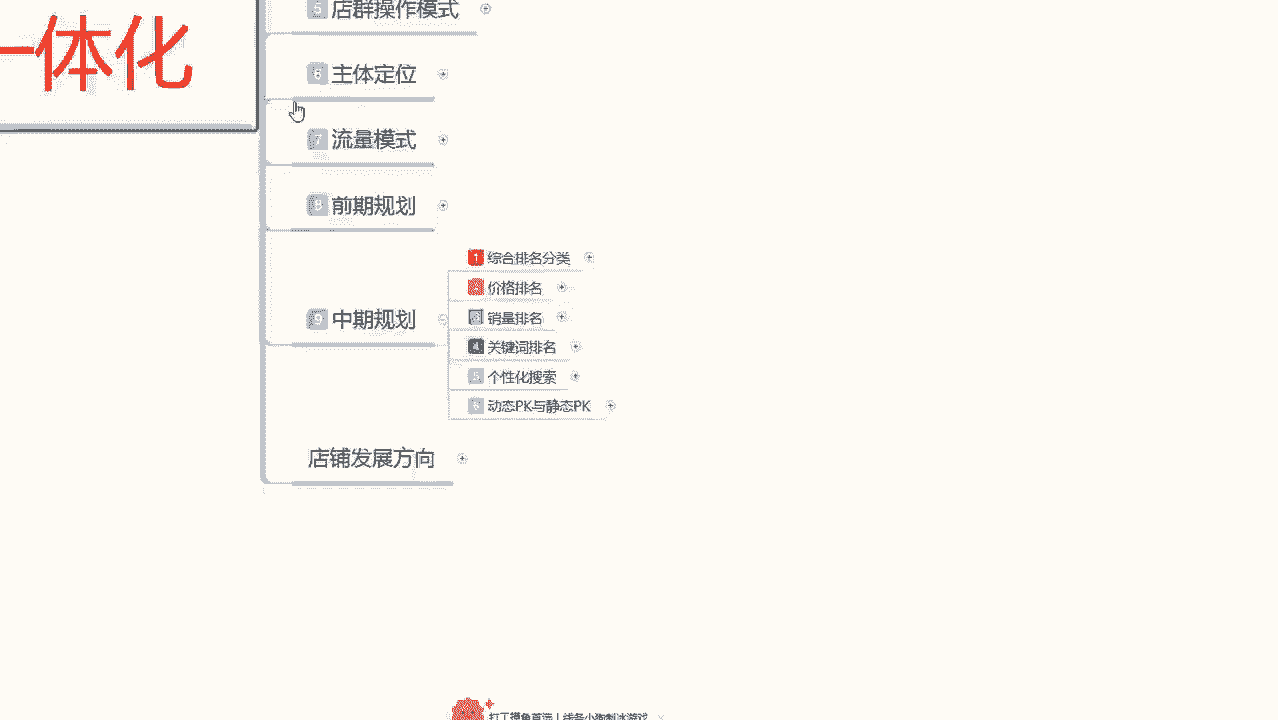 一体化
5 店群操作模式
6 主体定位
7 流量模式
8 前期规划
9 中期规划
1 综合排名分类
2 价格排名
3 销量排名
4 关键词排名
5 个性化搜索
6 动态PK与静态PK
店铺发展方向